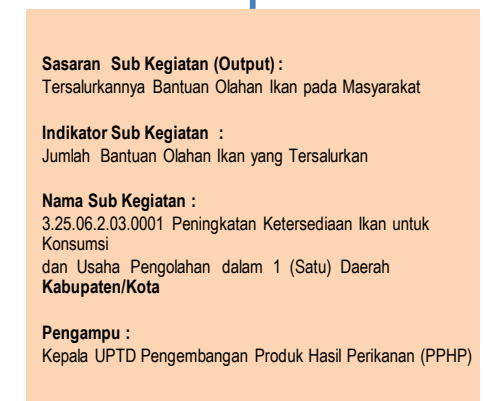 Sasaran Sub Kegiatan (Output) :
Tersalurkannya Bantuan Olahan Ikan pada Masyarakat
Indikator Sub Kegiatan :
Jumlah Bantuan Olahan Ikan yang Tersalurkan
Nama Sub Kegiatan :
3.25.06.2.03.0001 Peningkatan Ketersediaan Ikan untuk
Konsumsi
dan Usaha Pengolahan dalam 1 (Satu) Daerah
Kabupaten/Kota
Pengampu :
Kepala UPTD Pengembangan Produk Hasil Perikanan (PPHP)